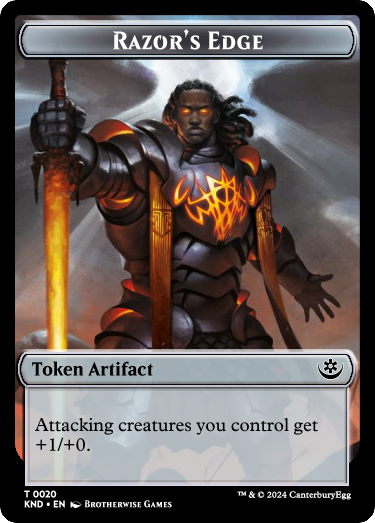 Razor's Edge
Token Artifact
Attacking creatures you control get
+1/+0.
T 0020
KND • EN Brotherwise Games
™ & © 2024 CanterburyEgg